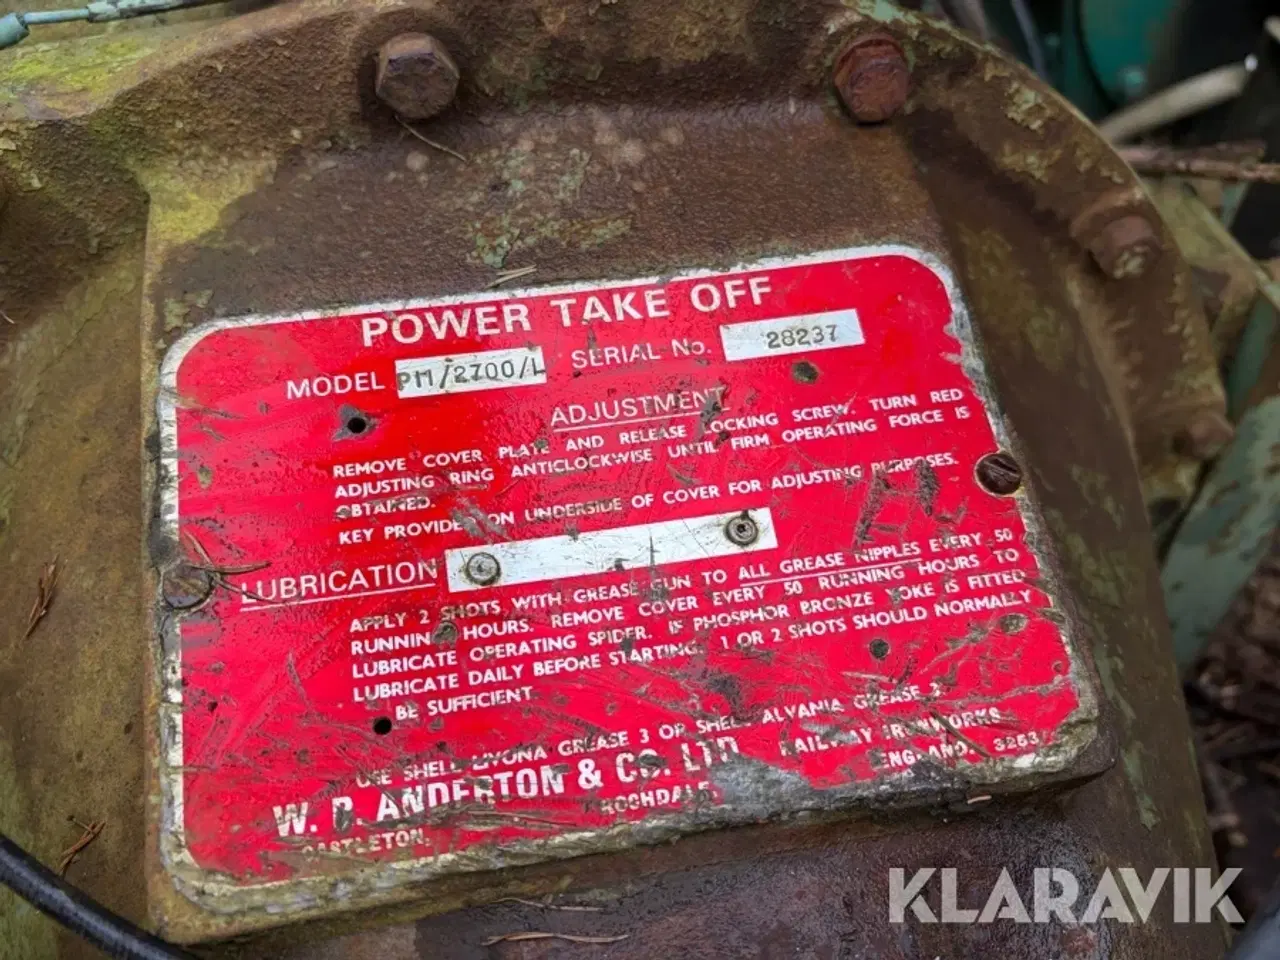 POWER TAKE OFF
MODEL PM/2700/L SERIAL No. 28237
ADJUSTMENT
REMOVE COVER PLATE AND RELEASE LOCKING SCREW. TURN RED
ADJUSTING RING ANTICLOCKWISE UNTIL FIRM OPERATING FORCE IS
OBTAINED.
KEY PROVIDED ON UNDERSIDE OF COVER FOR ADJUSTING PURPOSES.
LUBRICATION
APPLY 2 SHOTS WITH GREASE GUN TO ALL GREASE NIPPLES EVERY 50
RUNNING HOURS. REMOVE COVER EVERY 50 RUNNING HOURS TO
LUBRICATE OPERATING SPIDER. IF PHOSPHOR BRONZE YOKE IS FITTED
LUBRICATE DAILY BEFORE STARTING. 1 OR 2 SHOTS SHOULD NORMALLY
BE SUFFICENT.
USE SHELL GREASE 3 OR SHELL ALVANIA GREASE 3
W. ANDERTON & CO. LTD RAILWAY IRONWORKS
CASTLETON, ROCHDALE, ENGLAND. 3263
KLARAVIK